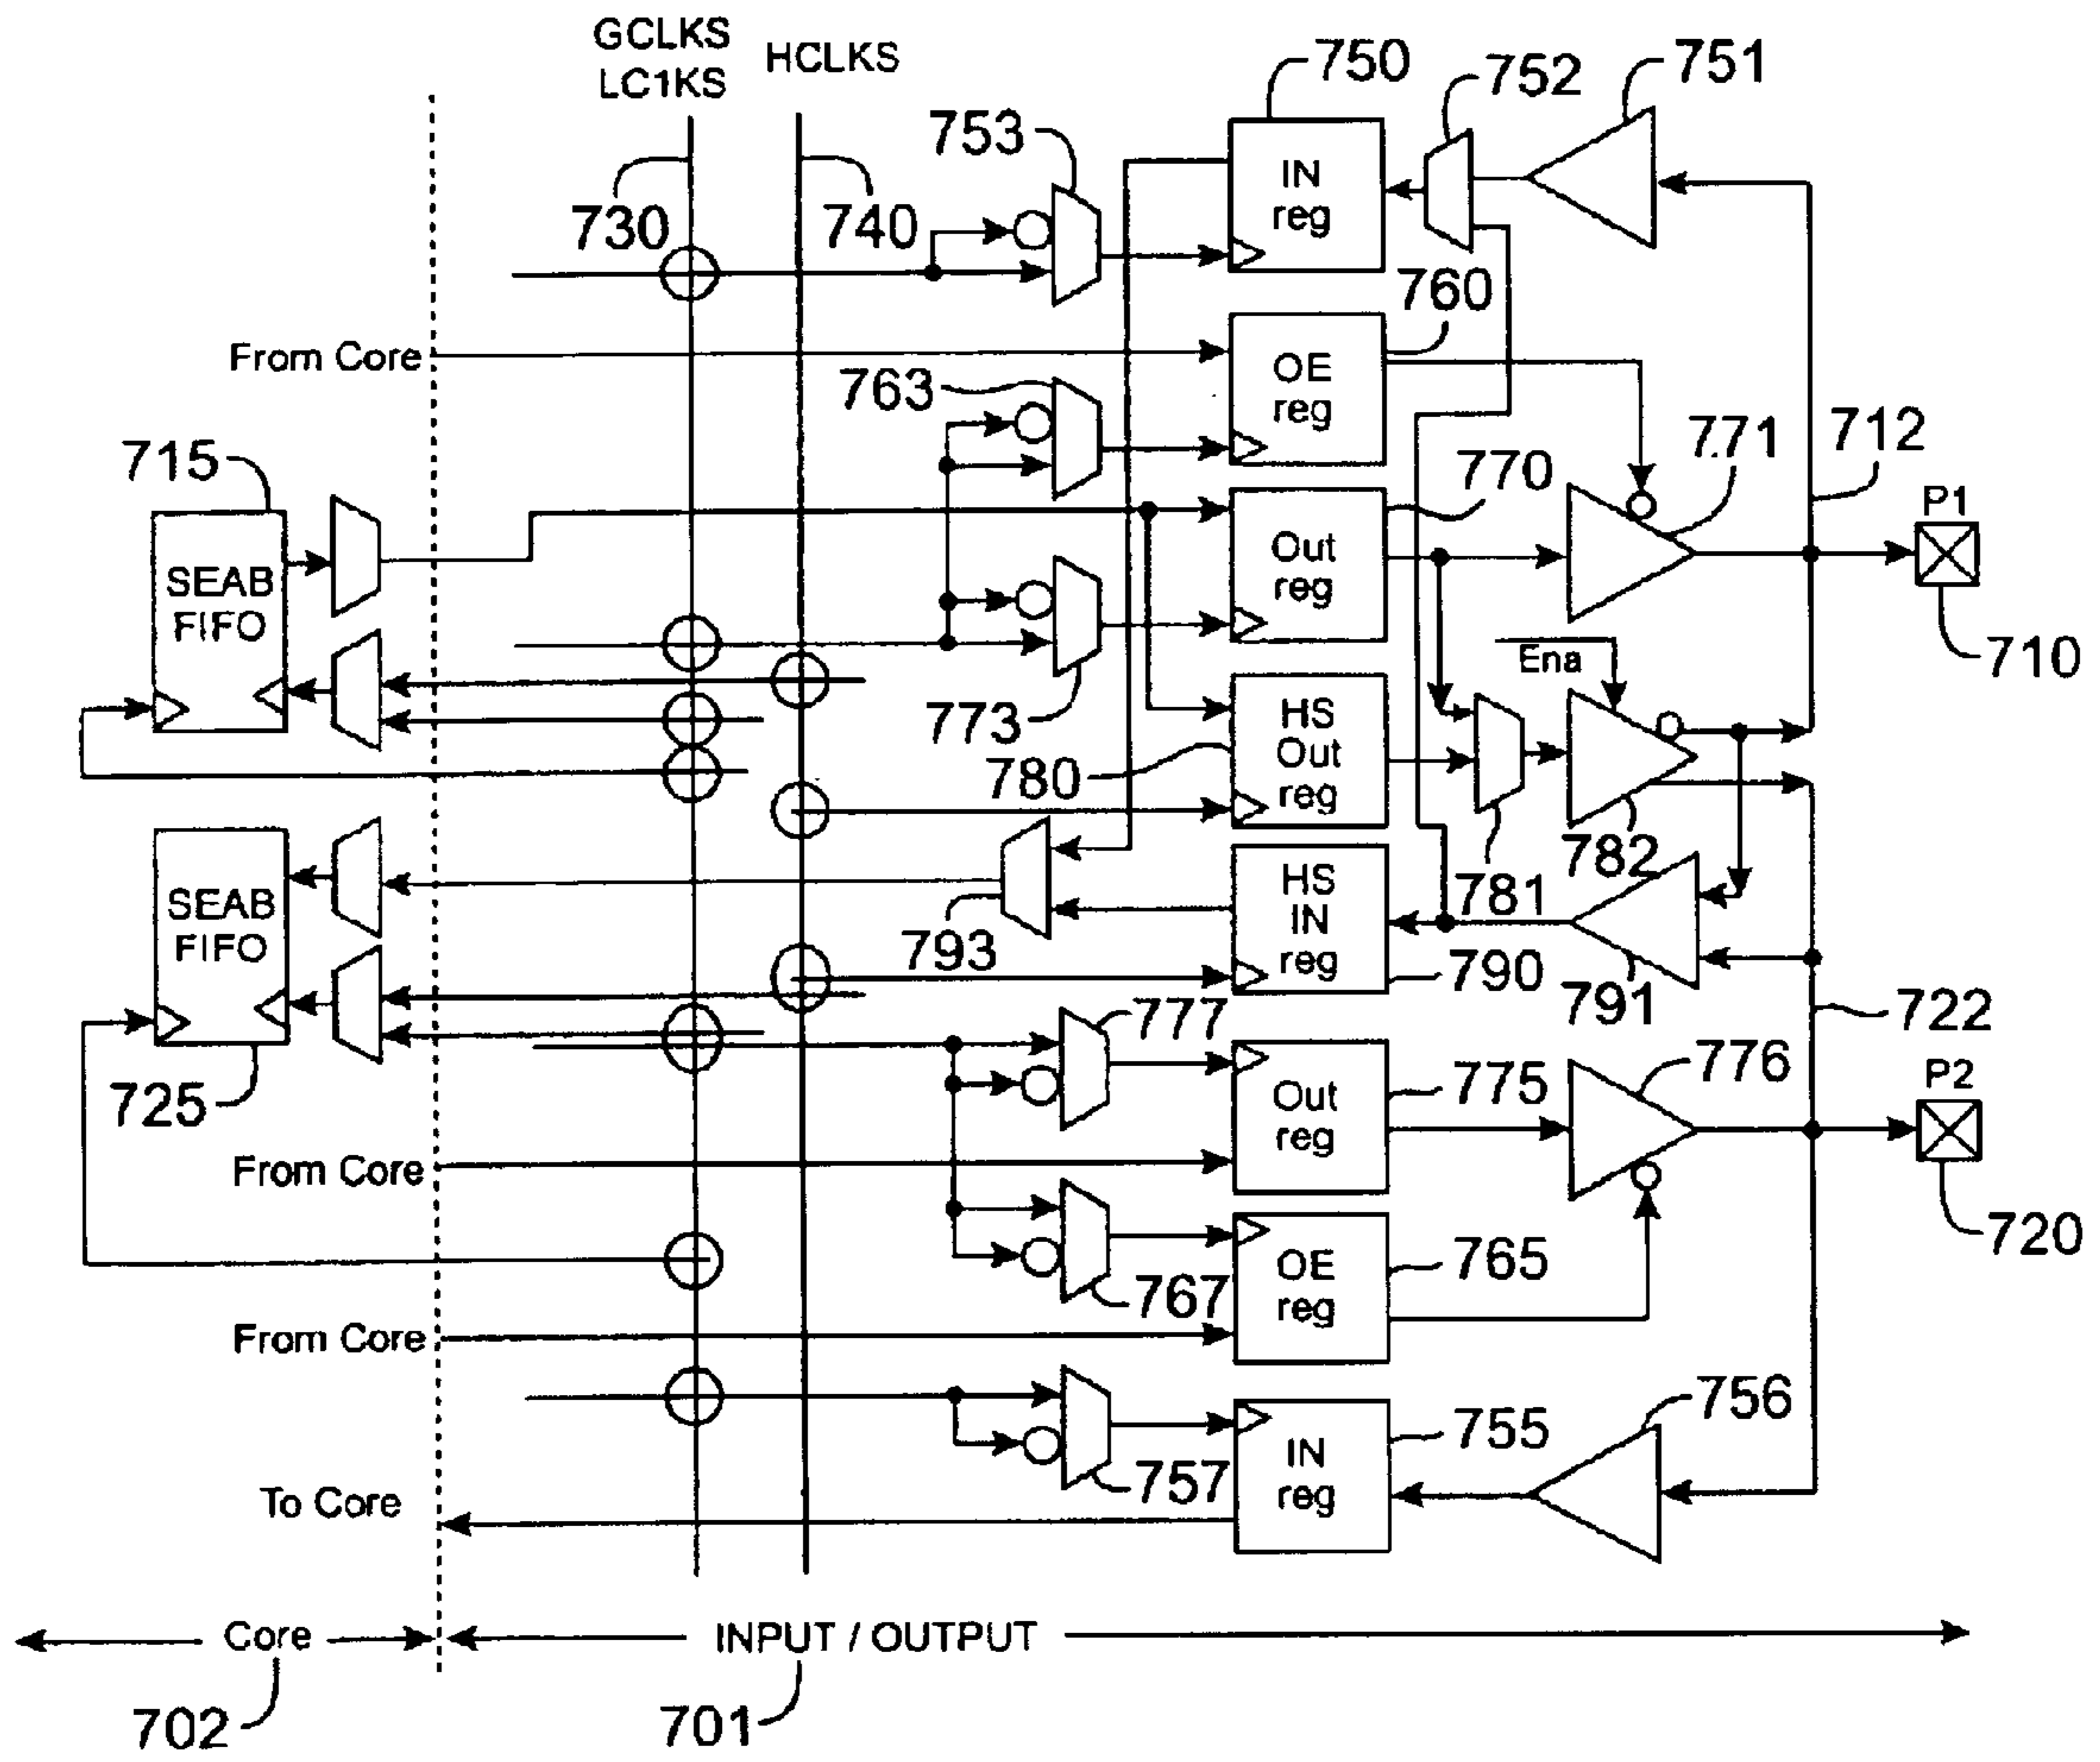 GCLKS
LC1KS
HCLKS
750
752
751
753
IN
reg
730
740
760
From Core
OE
reg
763
712
771
715
770
P1
SEAB
FIFO
Out
reg
710
Ena
773
HS
Out
reg
780
782
SEAB
FIFO
HS
IN
reg
781
793
790
791
722
777
725
775
776
P2
Out
reg
From Core
720
765
OE
reg
767
From Core
756
755
IN
reg
757
To Core
Core
INPUT / OUTPUT
702
701